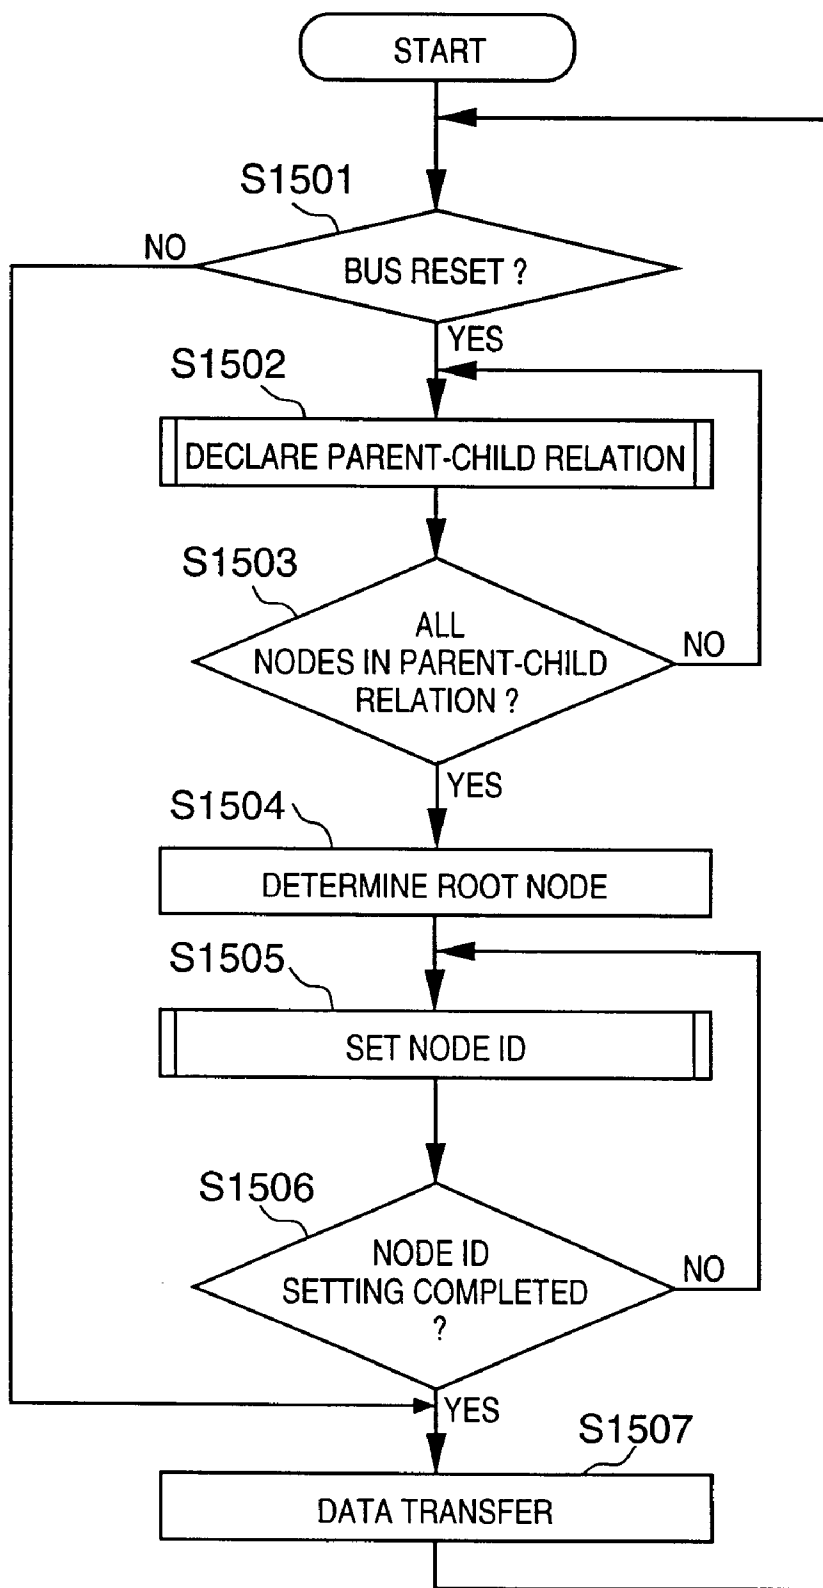 START
S1501
NO
BUS RESET ?
YES
S1502
DECLARE PARENT-CHILD RELATION
S1503
ALL
NODES IN PARENT-CHILD
RELATION ?
NO
YES
S1504
DETERMINE ROOT NODE
S1505
SET NODE ID
S1506
NODE ID
SETTING COMPLETED
?
NO
YES
S1507
DATA TRANSFER